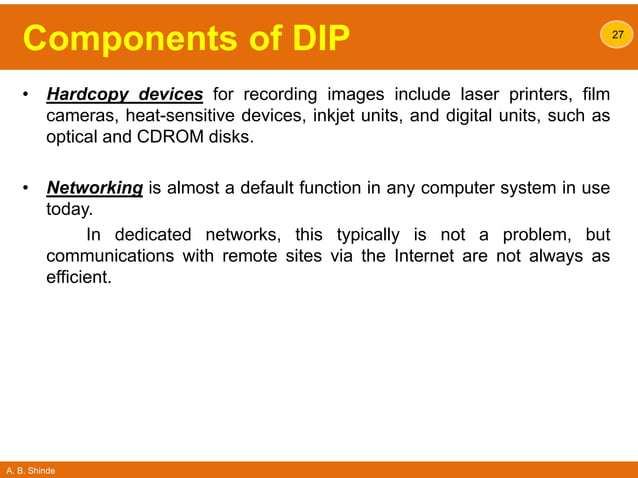 Components of DIP
27
• Hardcopy devices for recording images include laser printers, film
cameras, heat-sensitive devices, inkjet units, and digital units, such as
optical and CDROM disks.
• Networking is almost a default function in any computer system in use
today.
In dedicated networks, this typically is not a problem, but
communications with remote sites via the Internet are not always as
efficient.
A. B. Shinde